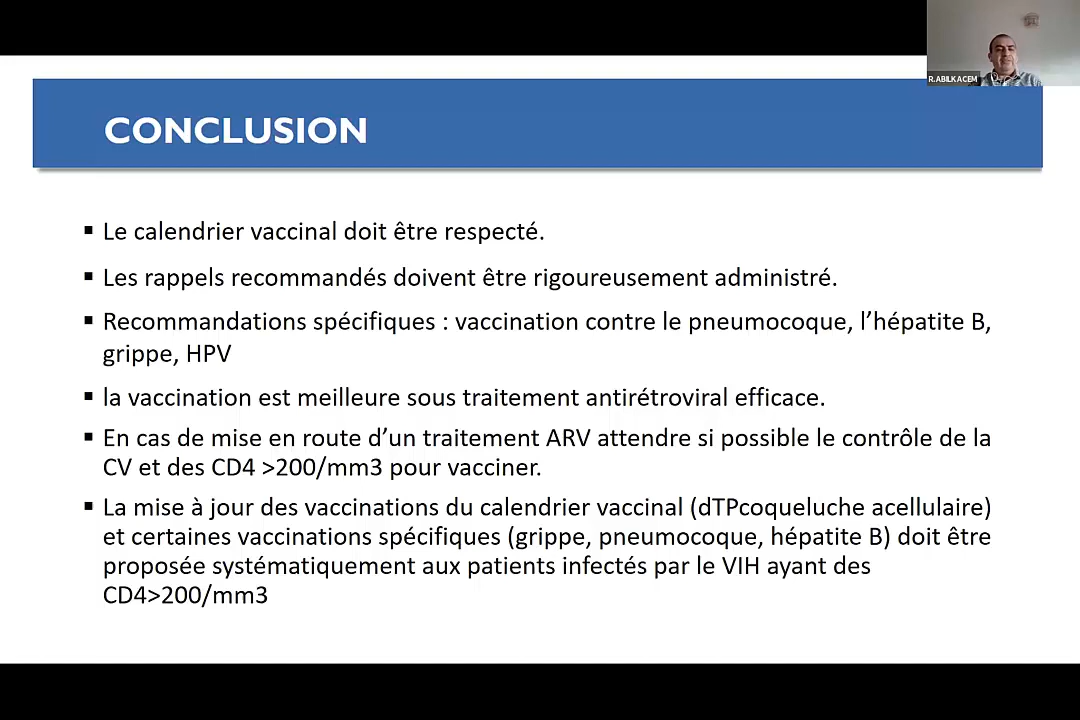 R.ABILKACEM
CONCLUSION
▪ Le calendrier vaccinal doit être respecté.
▪ Les rappels recommandés doivent être rigoureusement administré.
▪ Recommandations spécifiques : vaccination contre le pneumocoque, l’hépatite B,
grippe, HPV
▪ la vaccination est meilleure sous traitement antirétroviral efficace.
▪ En cas de mise en route d’un traitement ARV attendre si possible le contrôle de la
CV et des CD4 >200/mm3 pour vacciner.
▪ La mise à jour des vaccinations du calendrier vaccinal (dTPcoqueluche acellulaire)
et certaines vaccinations spécifiques (grippe, pneumocoque, hépatite B) doit être
proposée systématiquement aux patients infectés par le VIH ayant des
CD4>200/mm3